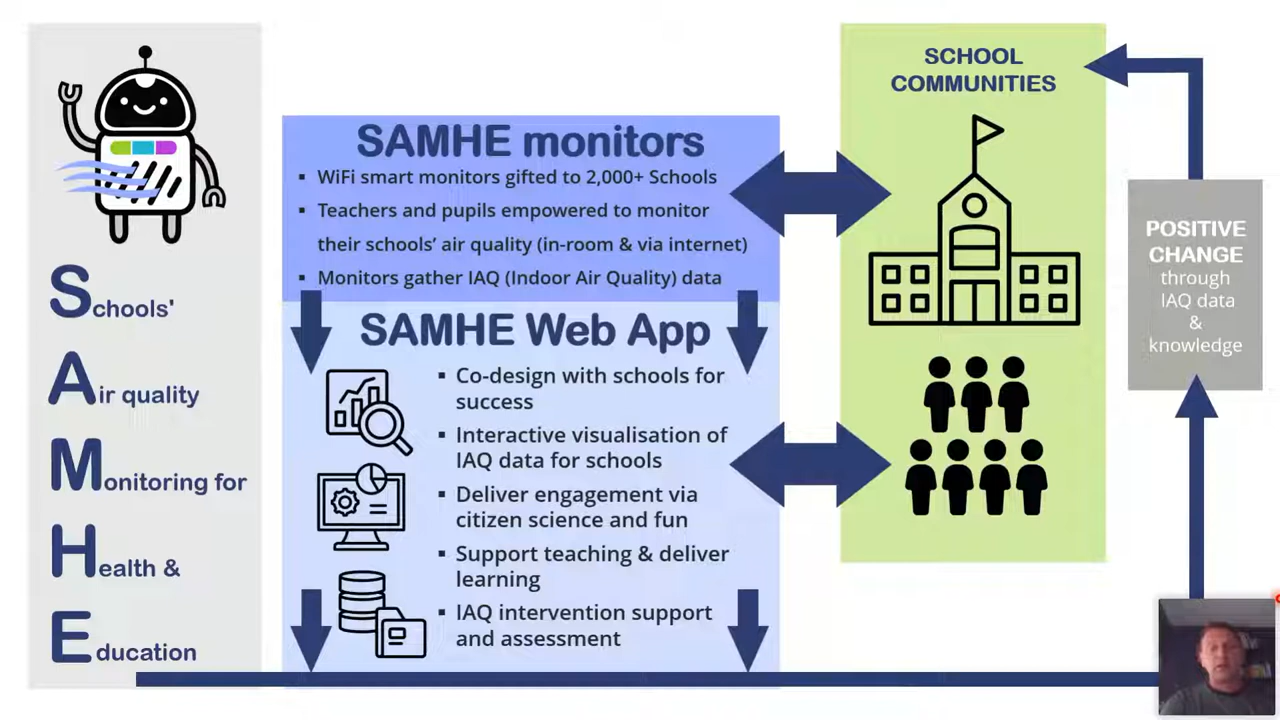 Schools'
Air quality
Monitoring for
Health &
Education
SAMHE monitors
▪ WiFi smart monitors gifted to 2,000+ Schools
▪ Teachers and pupils empowered to monitor
their schools’ air quality (in-room & via internet)
▪ Monitors gather IAQ (Indoor Air Quality) data
SAMHE Web App
▪ Co-design with schools for
success
▪ Interactive visualisation of
IAQ data for schools
▪ Deliver engagement via
citizen science and fun
▪ Support teaching & deliver
learning
▪ IAQ intervention support
and assessment
SCHOOL
COMMUNITIES
POSITIVE
CHANGE
through
IAQ data
&
knowledge